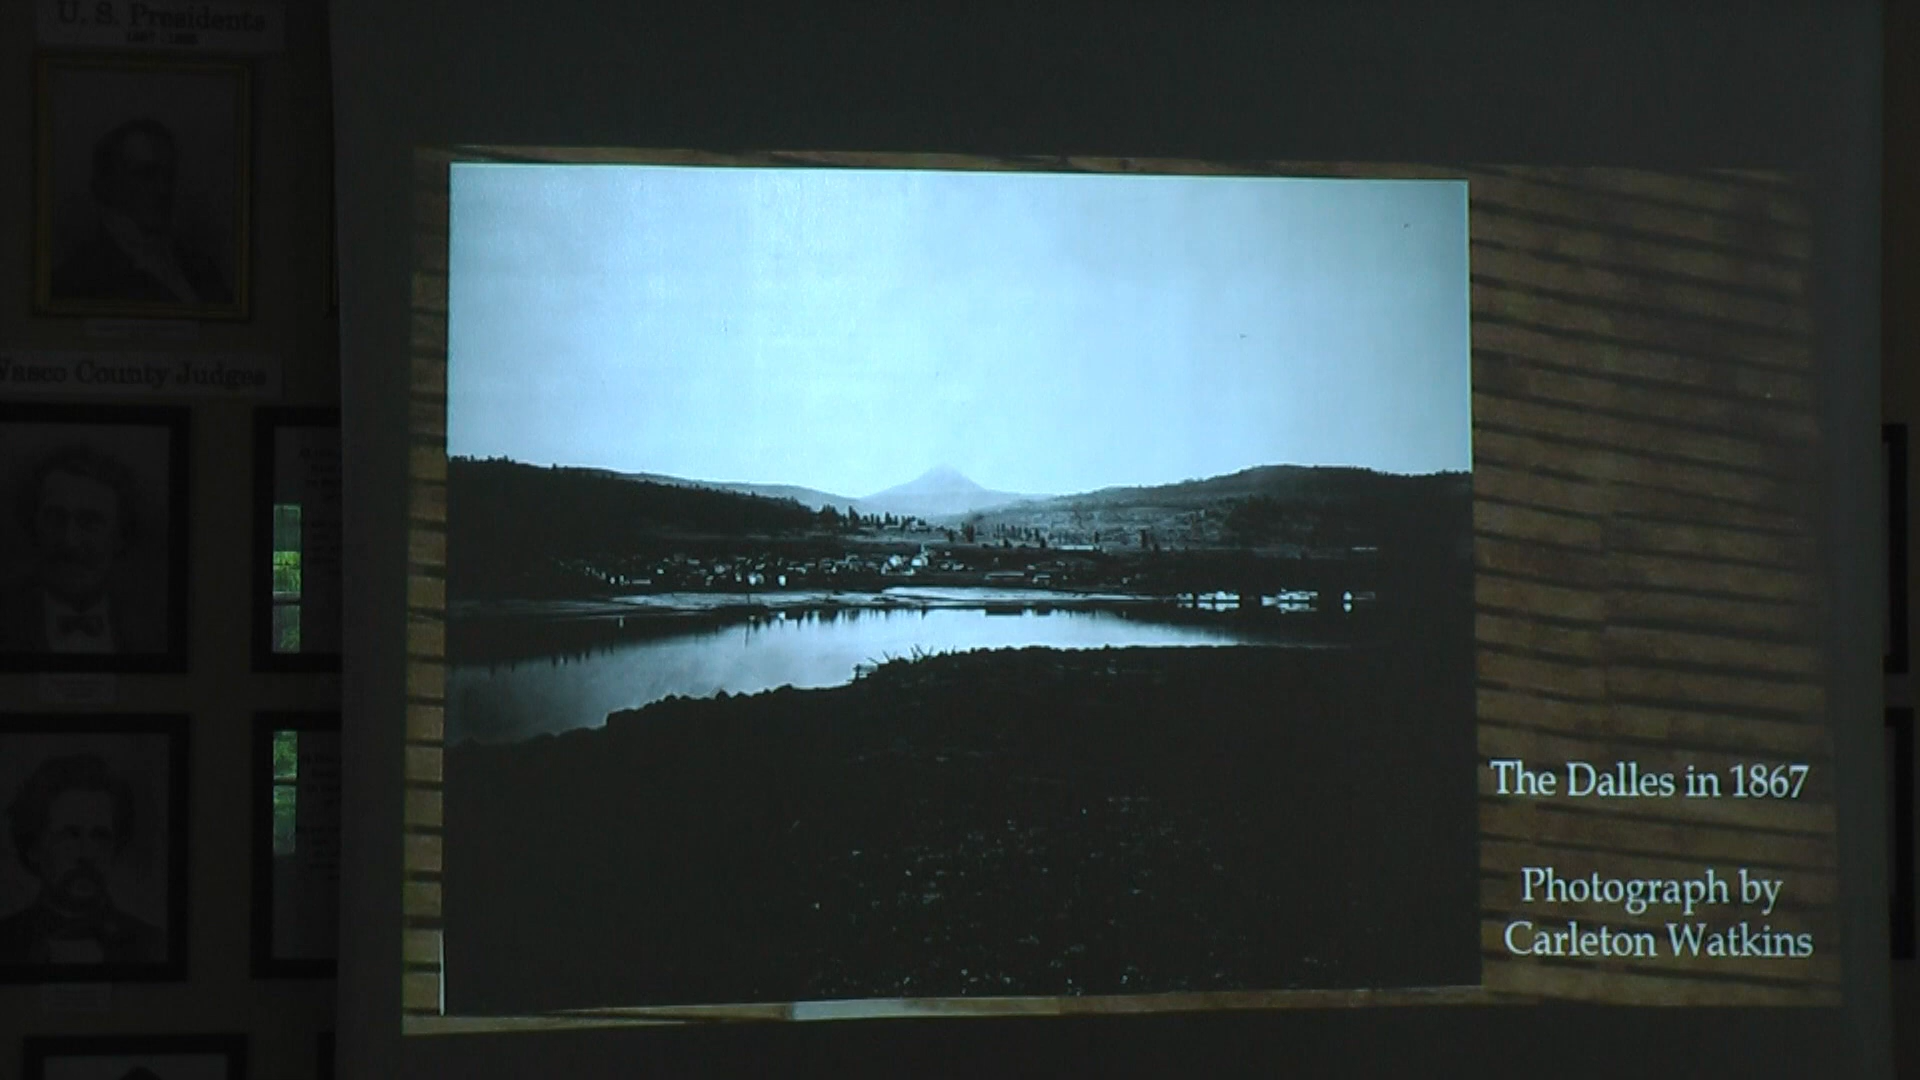 U. S. Presidents
Wasco County Judges
The Dalles in 1867
Photograph by
Carleton Watkins